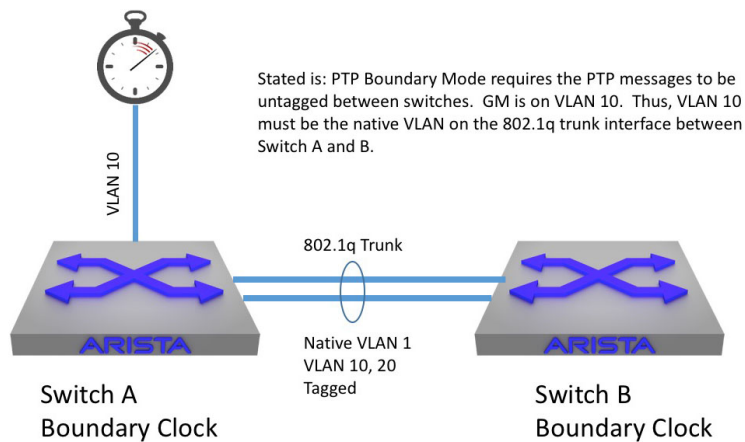 Stated is: PTP Boundary Mode requires the PTP messages to be
untagged between switches.  GM is on VLAN 10.  Thus, VLAN 10
must be the native VLAN on the 802.1q trunk interface between
Switch A and B.
VLAN 10
802.1q Trunk
ARISTA
ARISTA
Native VLAN 1
VLAN 10, 20
Tagged
Switch A
Boundary Clock
Switch B
Boundary Clock